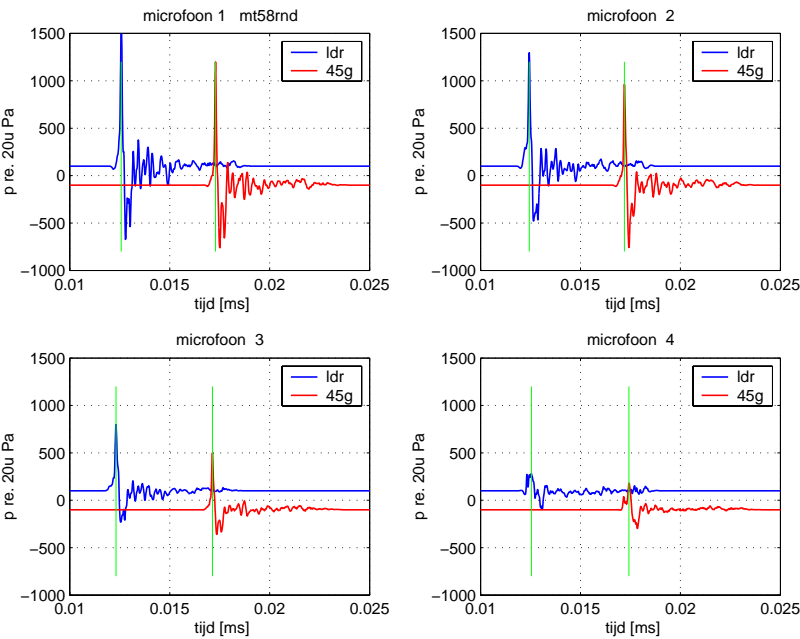 microfoon 1 mt58rnd
1500
1000
500
0
−500
−1000
0.01 0.015 0.02 0.025
p re. 20u Pa
tijd [ms]
ldr
45g
microfoon 2
1500
1000
500
0
−500
−1000
0.01 0.015 0.02 0.025
p re. 20u Pa
tijd [ms]
ldr
45g
microfoon 3
1500
1000
500
0
−500
−1000
0.01 0.015 0.02 0.025
p re. 20u Pa
tijd [ms]
ldr
45g
microfoon 4
1500
1000
500
0
−500
−1000
0.01 0.015 0.02 0.025
p re. 20u Pa
tijd [ms]
ldr
45g